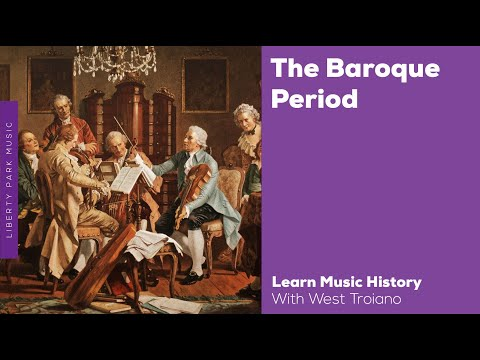 LIBERTY PARK MUSIC
The Baroque
Period
Learn Music History
With West Troiano